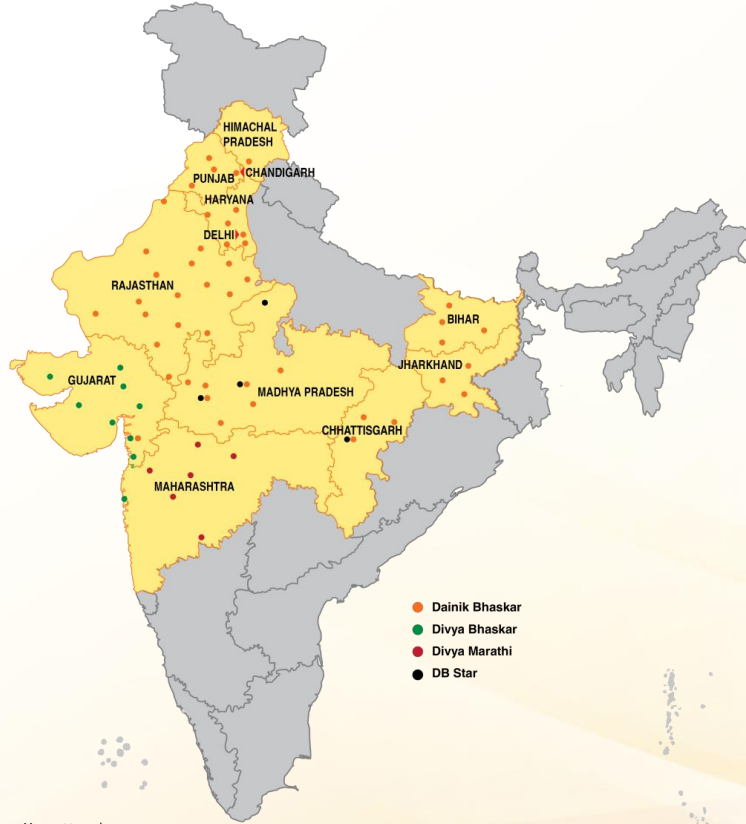 HIMACHAL
PRADESH
PUNJAB
CHANDIGARH
HARYANA
DELHI
RAJASTHAN
BIHAR
JHARKHAND
GUJARAT
MADHYA PRADESH
CHHATTISGARH
MAHARASHTRA
Dainik Bhaskar
Divya Bhaskar
Divya Marathi
DB Star